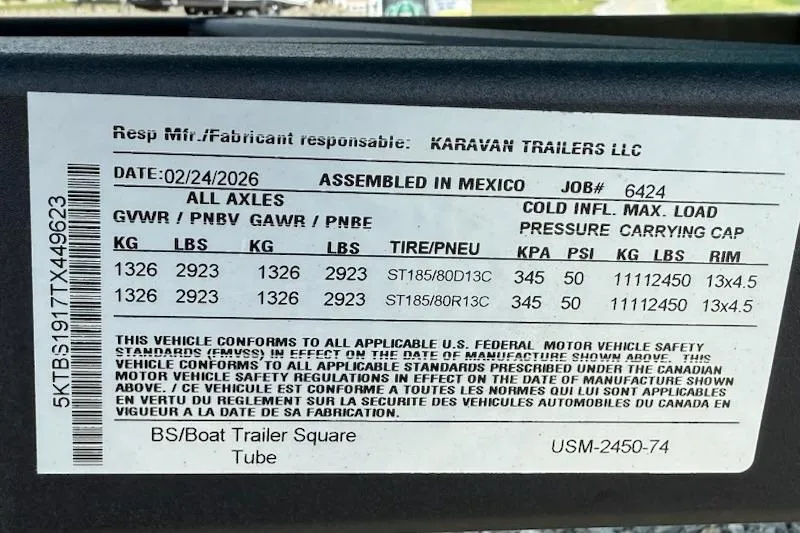 Resp Mfr./Fabricant responsable: KARAVAN TRAILERS LLC
DATE:02/24/2026 ASSEMBLED IN MEXICO JOB# 6424
ALL AXLES COLD INFL. MAX. LOAD
GVWR / PNBV GAWR / PNBE PRESSURE CARRYING CAP
KG LBS KG LBS TIRE/PNEU KPA PSI KG LBS RIM
1326 2923 1326 2923 ST185/80D13C 345 50 11112450 13x4.5
1326 2923 1326 2923 ST185/80R13C 345 50 11112450 13x4.5
THIS VEHICLE CONFORMS TO ALL APPLICABLE U.S. FEDERAL MOTOR VEHICLE SAFETY
STANDARDS (FMVSS) IN EFFECT ON THE DATE OF MANUFACTURE SHOWN ABOVE. THIS
VEHICLE CONFORMS TO ALL APPLICABLE STANDARDS PRESCRIBED UNDER THE CANADIAN
MOTOR VEHICLE SAFETY REGULATIONS IN EFFECT ON THE DATE OF MANUFACTURE SHOWN
ABOVE. / CE VEHICULE EST CONFORME A TOUTES LES NORMES QUI LUI SONT APPLICABLES
EN VERTU DU REGLEMENT SUR LA SECURITE DES VEHICULES AUTOMOBILES DU CANADA EN
VIGUEUR A LA DATE DE SA FABRICATION.
BS/Boat Trailer Square
Tube
USM-2450-74
5KTBS1917TX449623